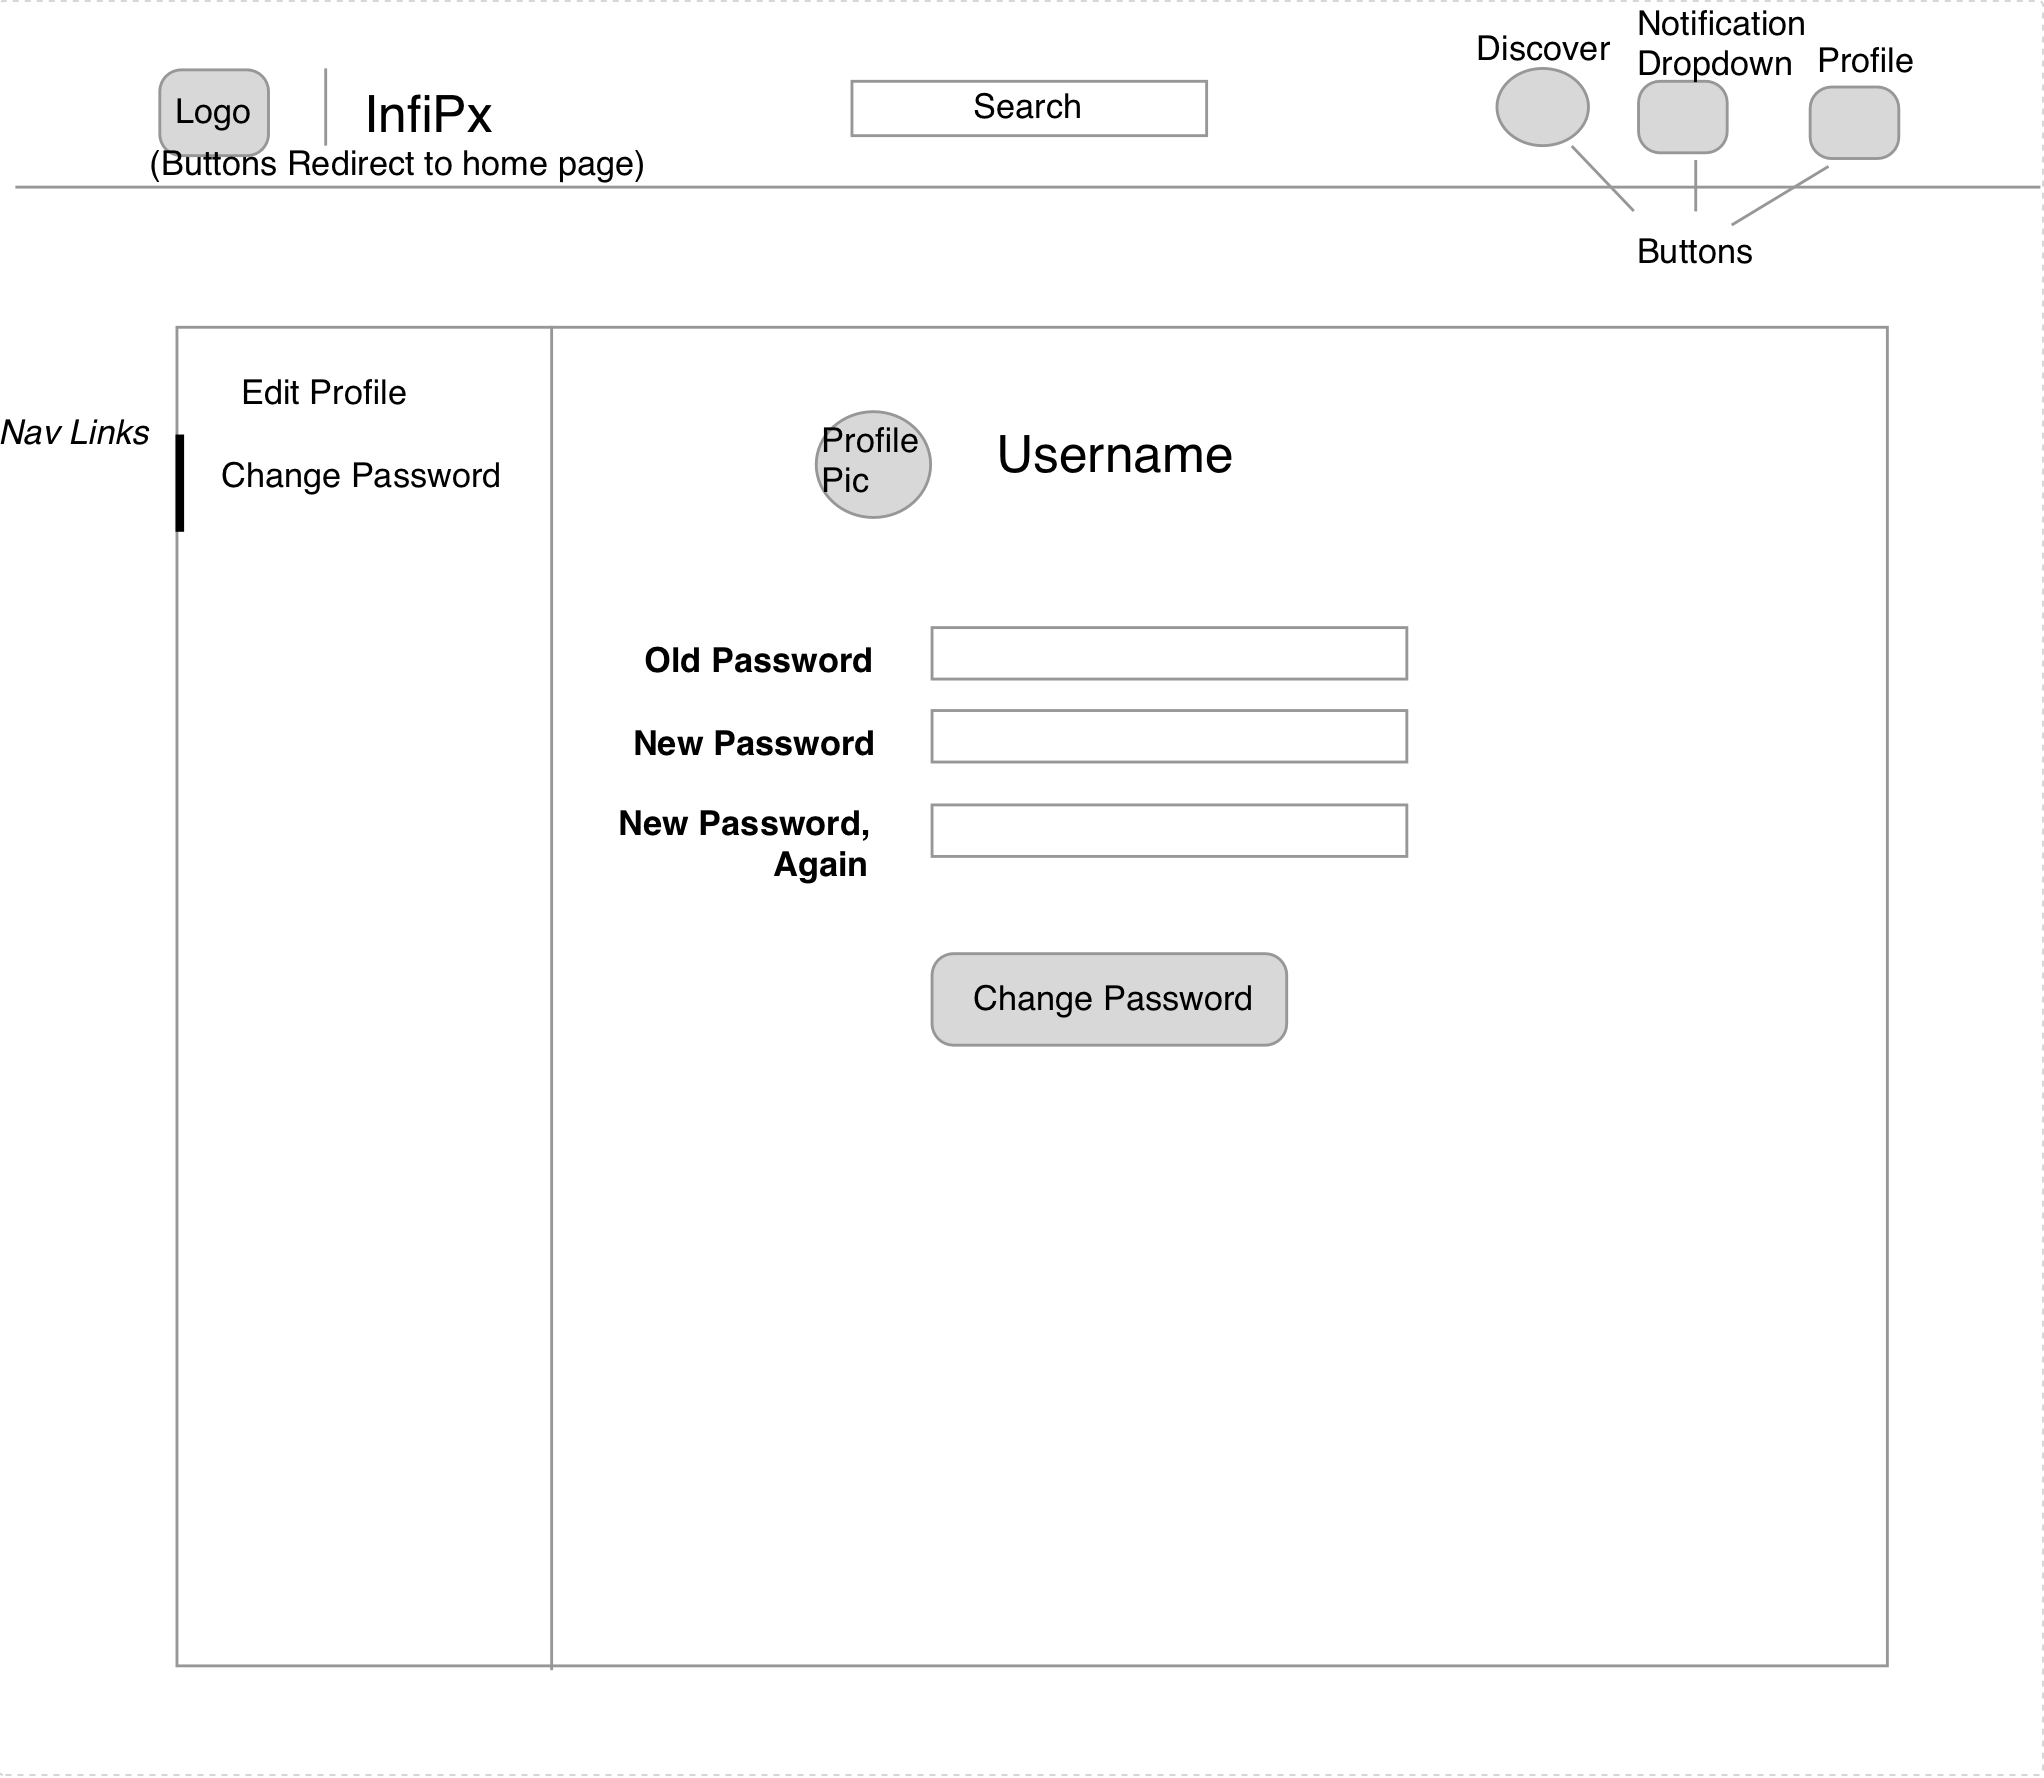 Logo
InfiPx
(Buttons Redirect to home page)
Search
Discover
Notification
Dropdown
Profile
Buttons
Nav Links
Edit Profile
Change Password
Profile
Pic
Username
Old Password
New Password
New Password,
Again
Change Password